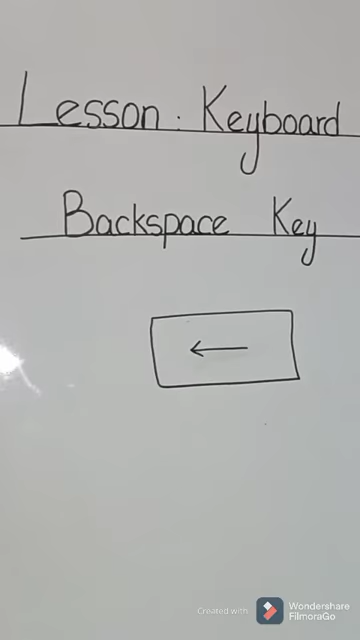 Lesson : Keyboard
Backspace Key
←
Created with
Wondershare
FilmoraGo